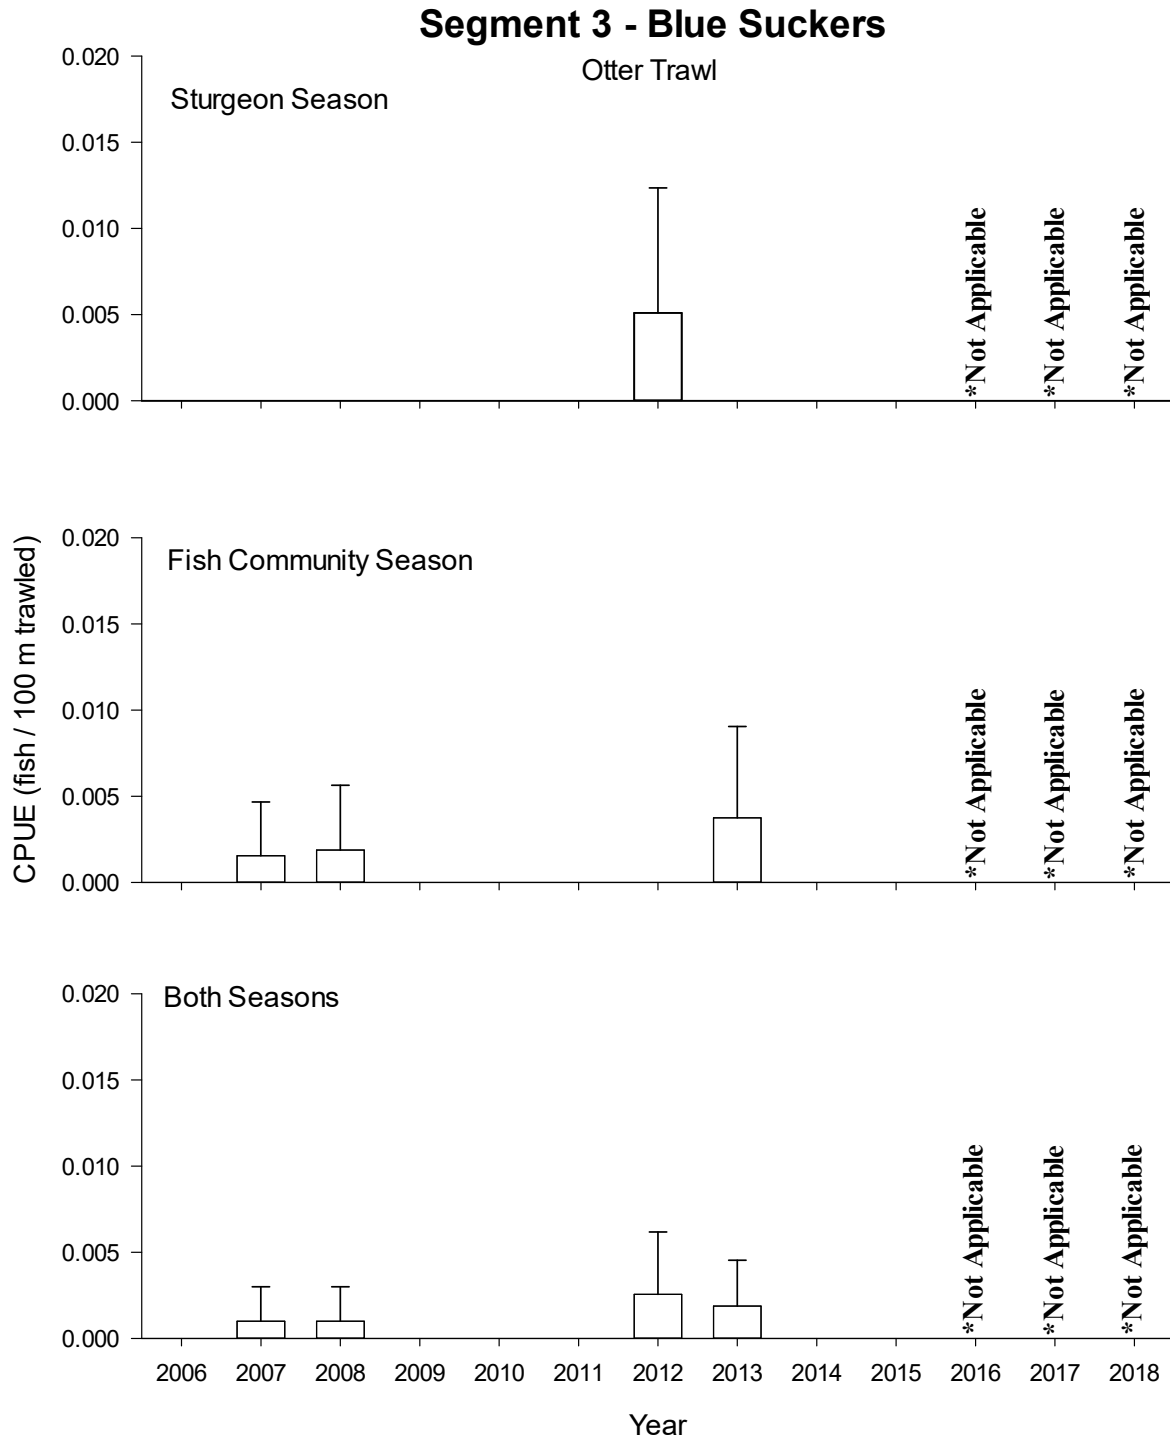 Segment 3 - Blue Suckers
Otter Trawl
Sturgeon Season
0.020
0.015
0.010
0.005
0.000
*Not Applicable
*Not Applicable
*Not Applicable
CPUE (fish / 100 m trawled)
Fish Community Season
0.020
0.015
0.010
0.005
0.000
*Not Applicable
*Not Applicable
*Not Applicable
Both Seasons
0.020
0.015
0.010
0.005
0.000
*Not Applicable
*Not Applicable
*Not Applicable
2006 2007 2008 2009 2010 2011 2012 2013 2014 2015 2016 2017 2018
Year